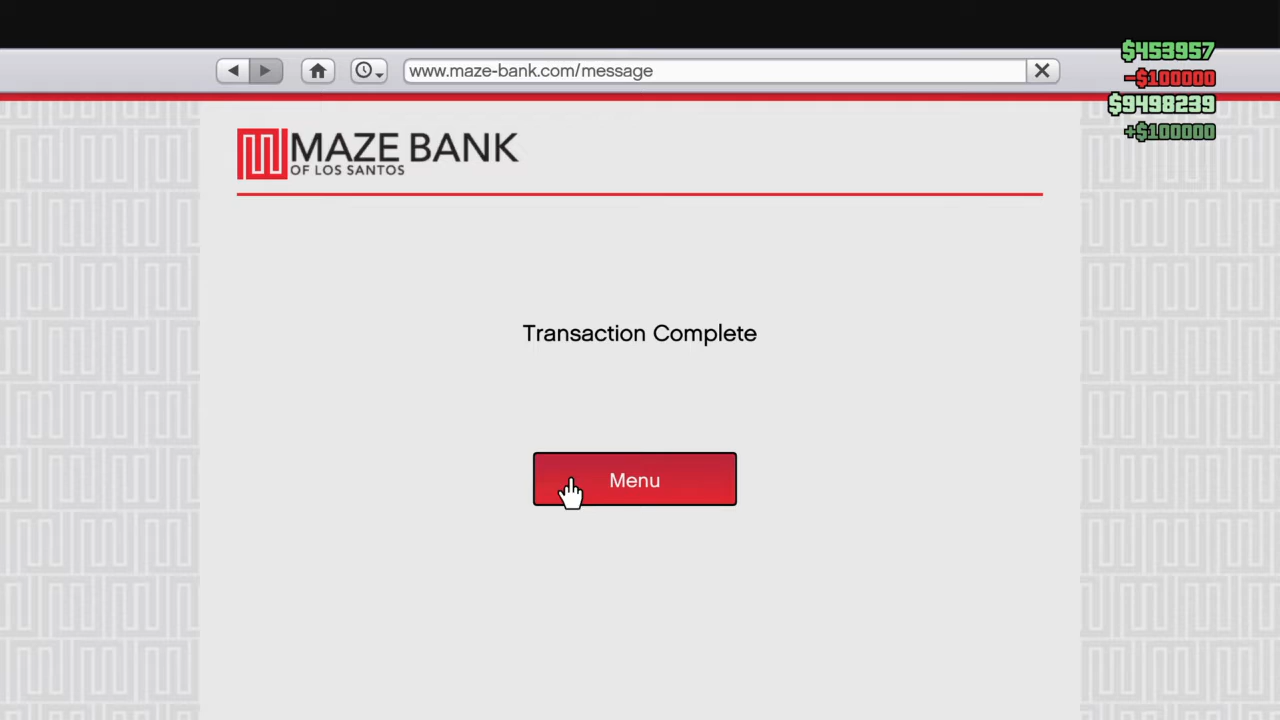 www.maze-bank.com/message
$453957
-$100000
$9498239
+$100000
MAZE BANK
OF LOS SANTOS
Transaction Complete
Menu